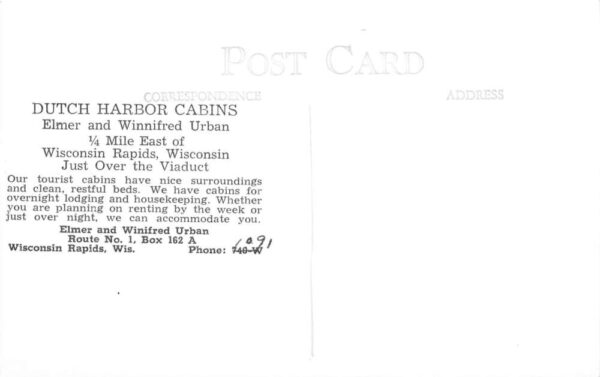 POST CARD
CORRESPONDENCE
ADDRESS
DUTCH HARBOR CABINS
Elmer and Winnifred Urban
¼ Mile East of
Wisconsin Rapids, Wisconsin
Just Over the Viaduct
Our tourist cabins have nice surroundings
and clean, restful beds. We have cabins for
overnight lodging and housekeeping. Whether
you are planning on renting by the week or
just over night, we can accommodate you.
Elmer and Winifred Urban
Route No. 1, Box 162 A
Wisconsin Rapids, Wis. Phone: 740-W 1091